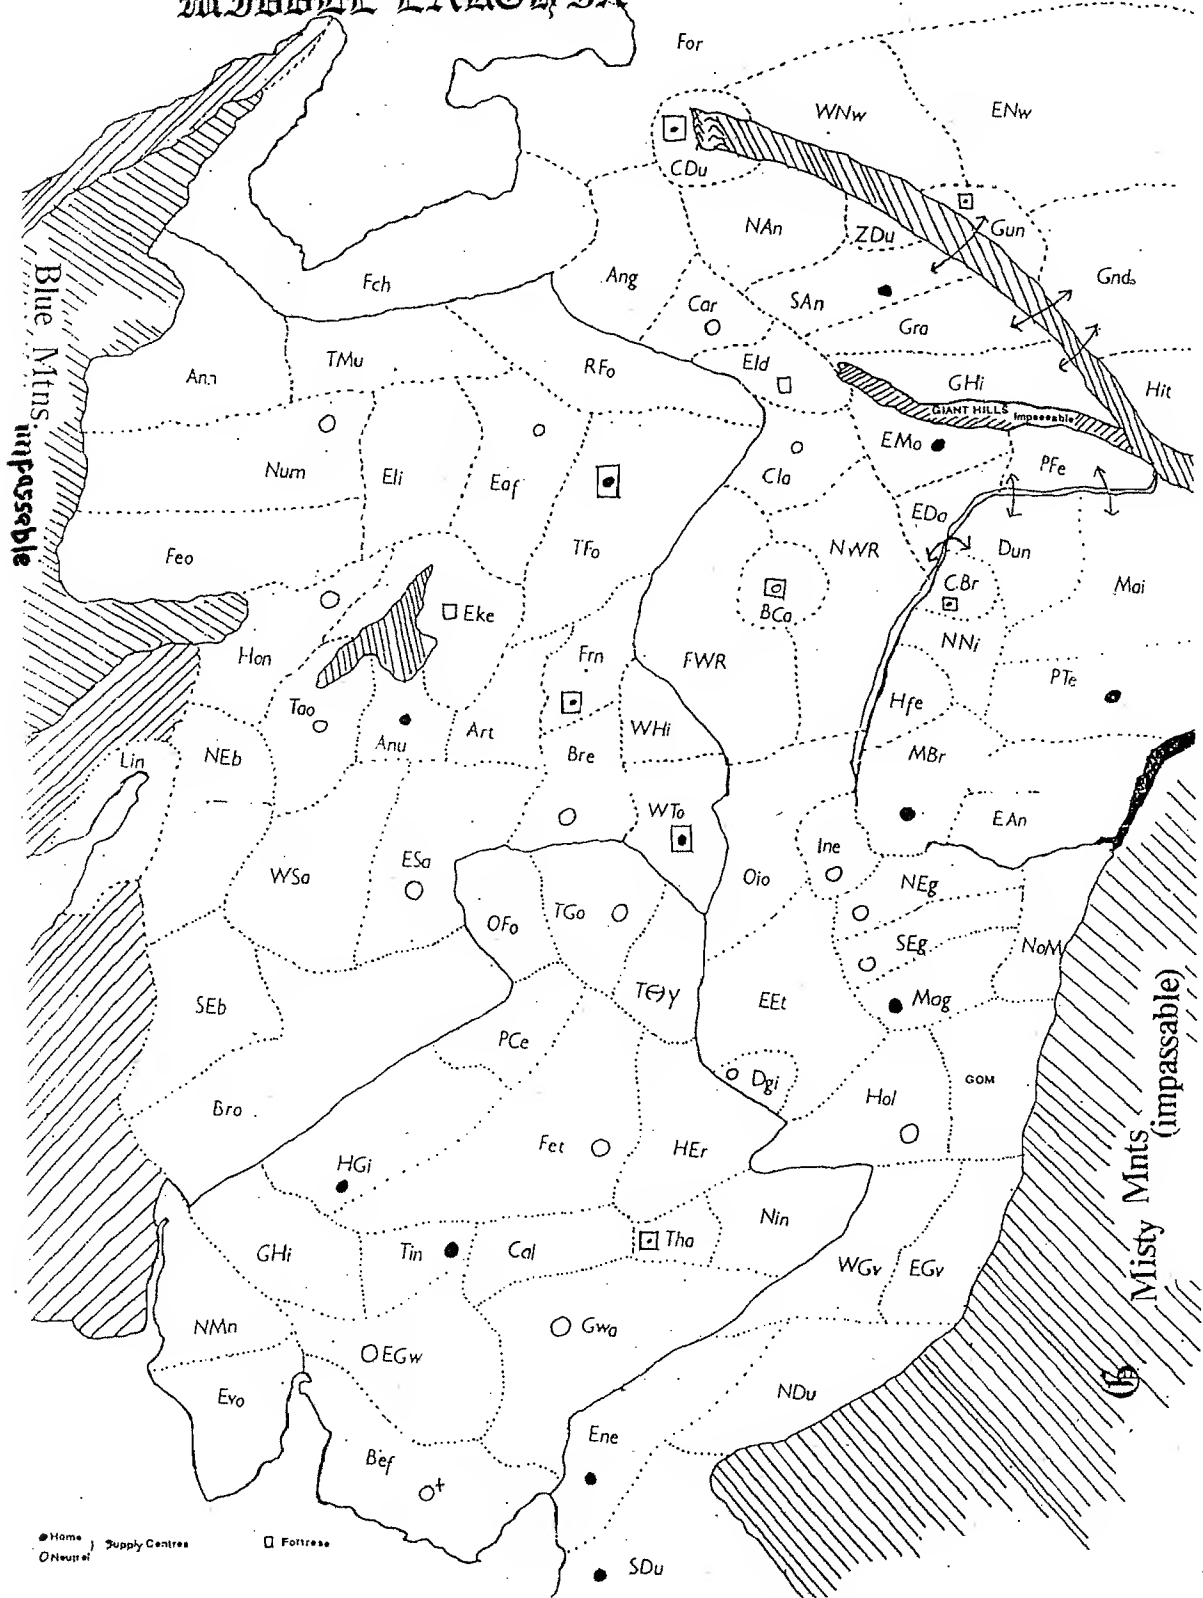 For
WNw
ENw
CDu
NAn
ZDu
Gun
Fch
Ang
Gnd
Car
SAn
Gra
Blue Mtns.
impassable
Ann
TMu
RFo
Eld
GHi
Hit
GIANT HILLS Impassable
EMo
PFe
Num
Eli
Eaf
Cla
EDa
Feo
TFo
NWR
Dun
Mai
CBr
BCa
Eke
NNi
Hon
Frn
FWR
PTe
Hfe
Tao
Anu
Art
WHi
Lin
NEb
Bre
MBr
WTo
EAn
Ine
WSa
ESa
Oio
NEg
OFo
TGo
SEg
NoM
SEb
TΘy
EEt
Mag
PCe
Dgi
GOM
Hol
Bro
Fet
HEr
HGi
Misty Mnts
(impassable)
Nin
GHi
Tin
Cal
Tha
WGv
EGv
NMn
EGw
Gwa
Evo
NDu
Ene
Bef
Home
Neutral
Supply Centres
Fortress
SDu